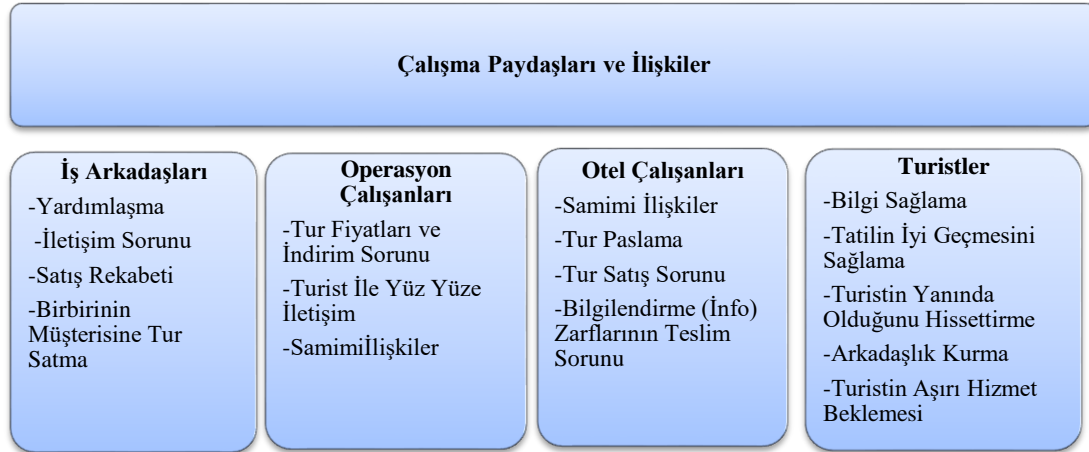 Çalışma Paydaşları ve İlişkiler
İş Arkadaşları
-Yardımlaşma
-İletişim Sorunu
-Satış Rekabeti
-Birbirinin
Müşterisine Tur
Satma
Operasyon
Çalışanları
-Tur Fiyatları ve
İndirim Sorunu
-Turist İle Yüz Yüze
İletişim
-Samimiİlişkiler
Otel Çalışanları
-Samimi İlişkiler
-Tur Paslama
-Tur Satış Sorunu
-Bilgilendirme (İnfo)
Zarflarının Teslim
Sorunu
Turistler
-Bilgi Sağlama
-Tatilin İyi Geçmesini
Sağlama
-Turistin Yanında
Olduğunu Hissettirme
-Arkadaşlık Kurma
-Turistin Aşırı Hizmet
Beklemesi